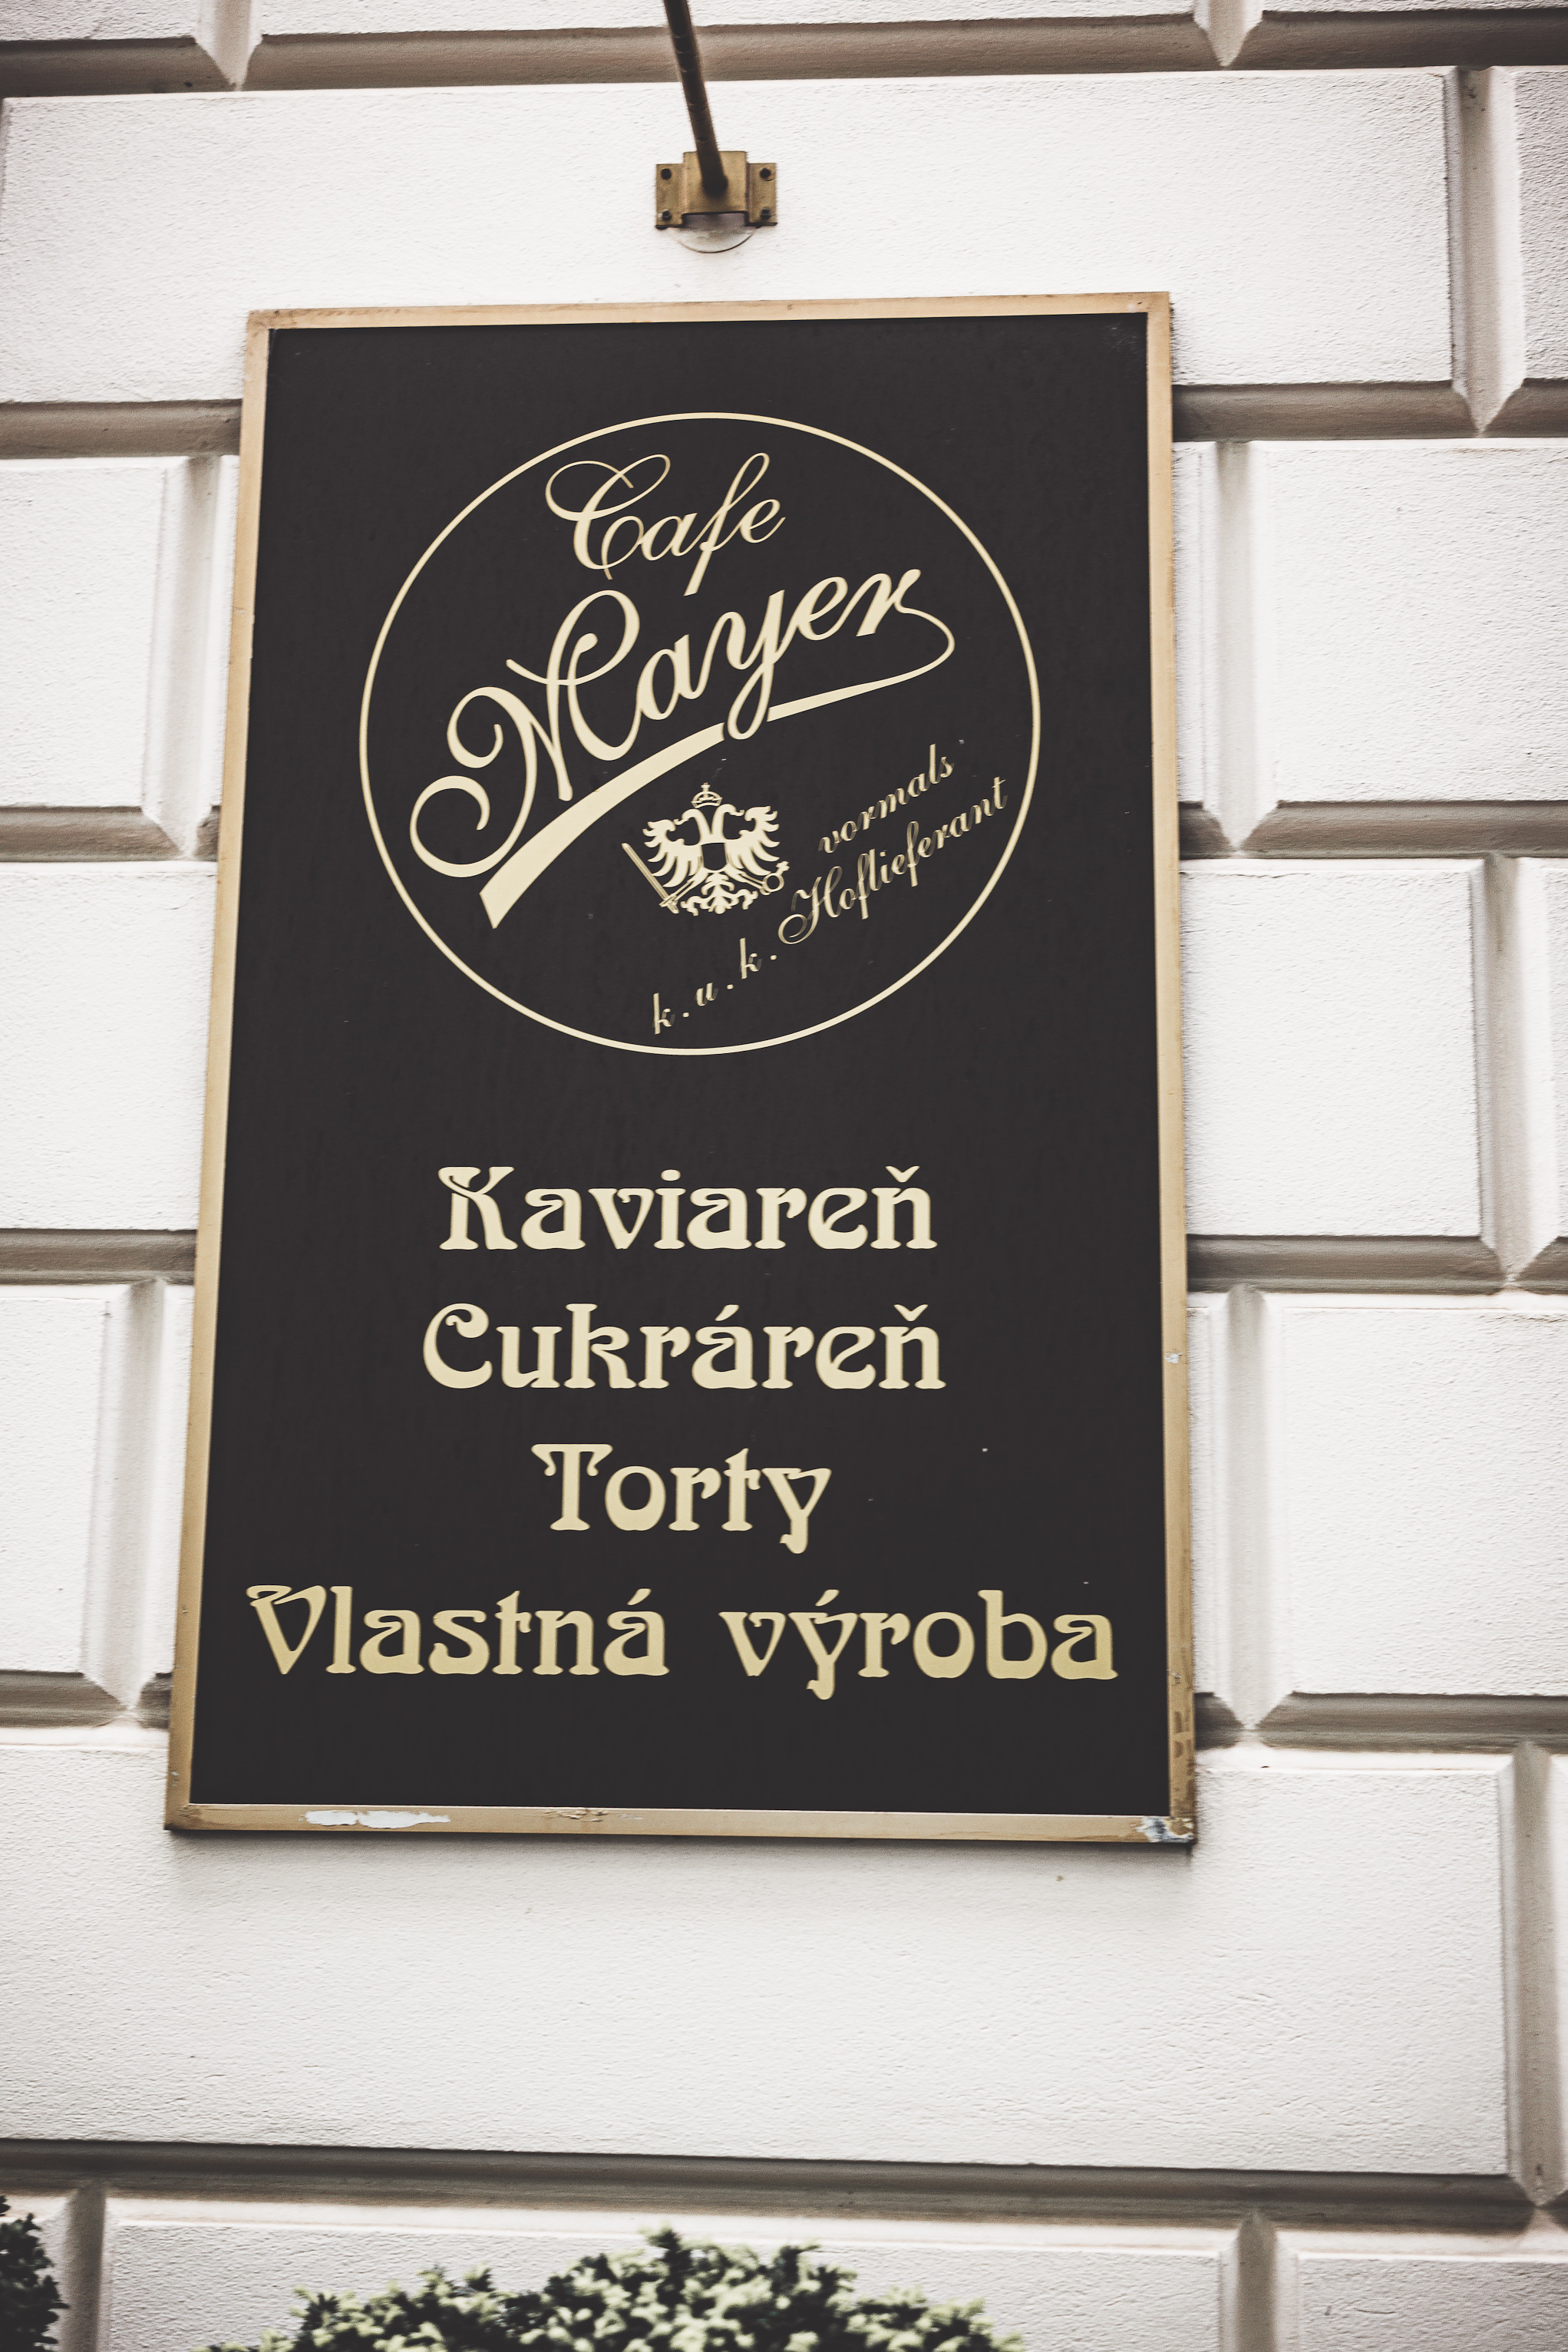 Cafe
Mayer
vormals
k.u.k. Hoflieferant
Kaviareň
Cukráreň
Torty
Vlastná výroba